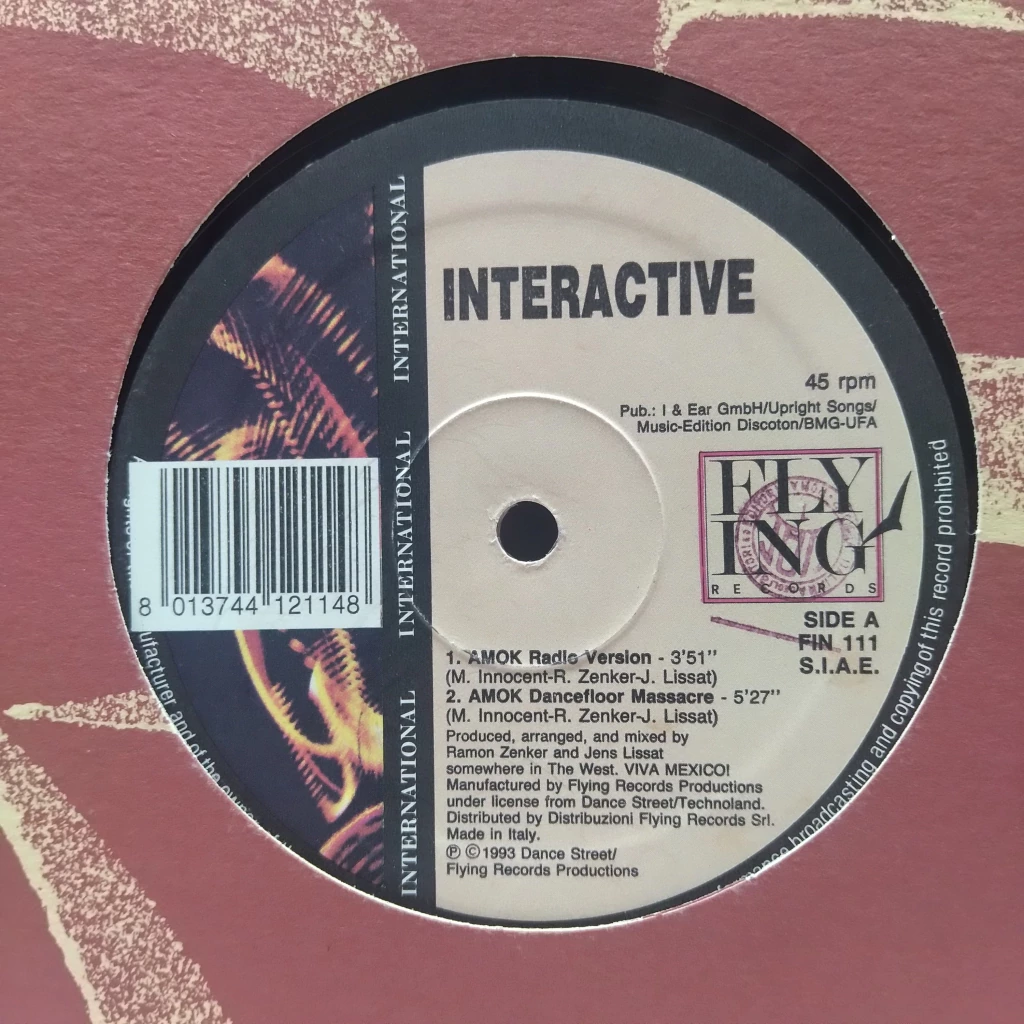 INTERACTIVE
45 rpm
Pub.: I & Ear GmbH/Upright Songs/
Music-Edition Discoton/BMG-UFA
FLY
ING
RECORDS
SIDE A
FIN 111
S.I.A.E.
1. AMOK Radio Version - 3'51"
(M. Innocent-R. Zenker-J. Lissat)
2. AMOK Dancefloor Massacre - 5'27"
(M. Innocent-R. Zenker-J. Lissat)
Produced, arranged, and mixed by
Ramon Zenker and Jens Lissat
somewhere in The West. VIVA MEXICO!
Manufactured by Flying Records Productions
under license from Dance Street/Technoland.
Distributed by Distribuzioni Flying Records Srl.
Made in Italy.
℗ © 1993 Dance Street/
Flying Records Productions
INTERNATIONAL INTERNATIONAL INTERNATIONAL
8 013744 121148
and of the
broadcasting and copying of this record prohibited